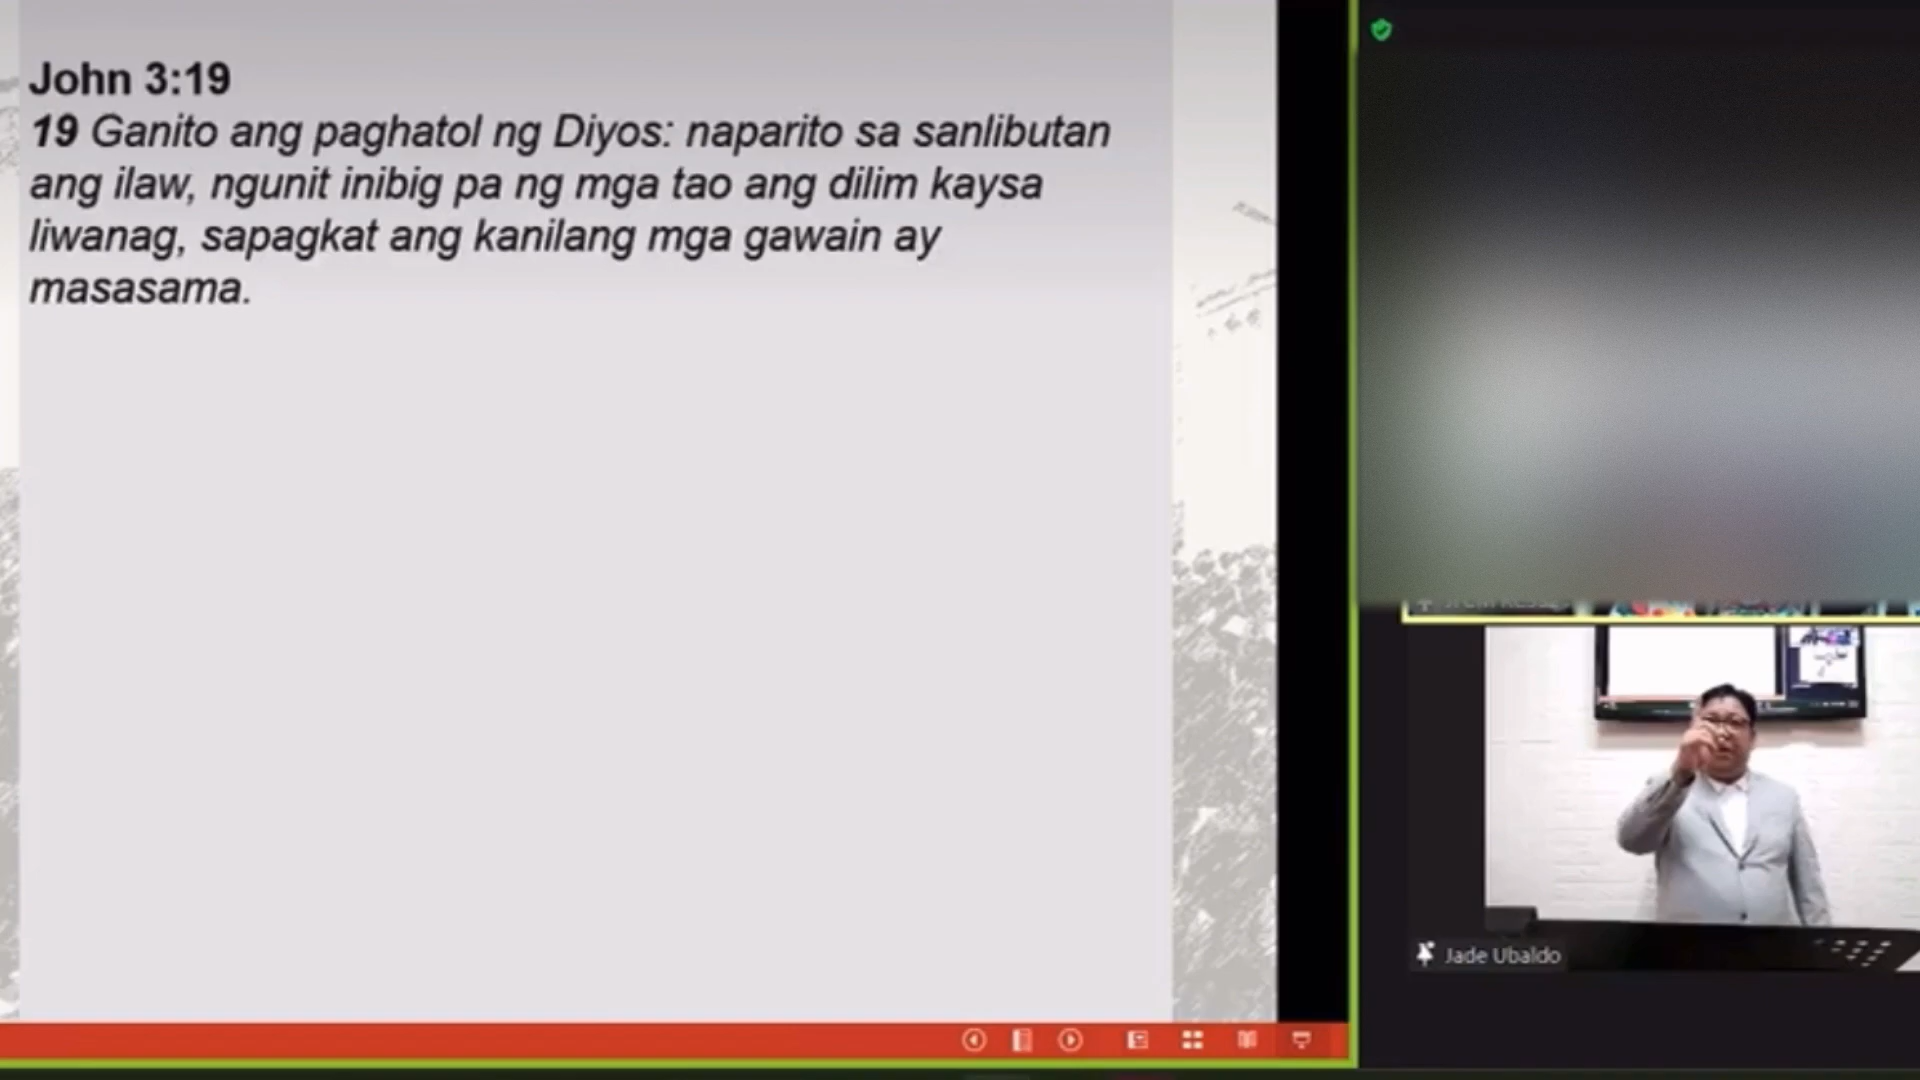 John 3:19
19 Ganito ang paghatol ng Diyos: naparito sa sanlibutan
ang ilaw, ngunit inibig pa ng mga tao ang dilim kaysa
liwanag, sapagkat ang kanilang mga gawain ay
masasama.
Jade Ubaldo